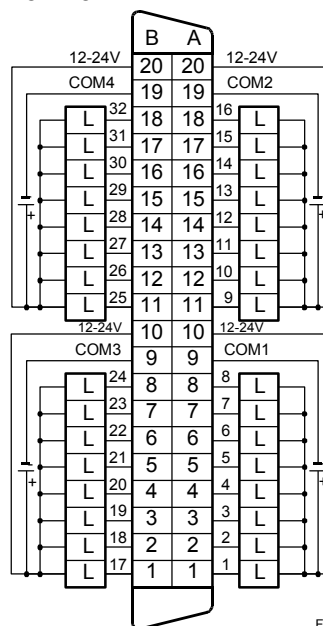 B A
12-24V 20 20 12-24V
COM4 19 19 COM2
L 32 18 18 16 L
L 31 17 17 15 L
L 30 16 16 14 L
L 29 15 15 13 L
L 28 14 14 12 L
L 27 13 13 11 L
L 26 12 12 10 L
L 25 11 11 9 L
12-24V 10 10 12-24V
COM3 9 9 COM1
L 24 8 8 8 L
L 23 7 7 7 L
L 22 6 6 6 L
+ L 21 5 5 5 L +
L 20 4 4 4 L
L 19 3 3 3 L
L 18 2 2 2 L
L 17 1 1 1 L